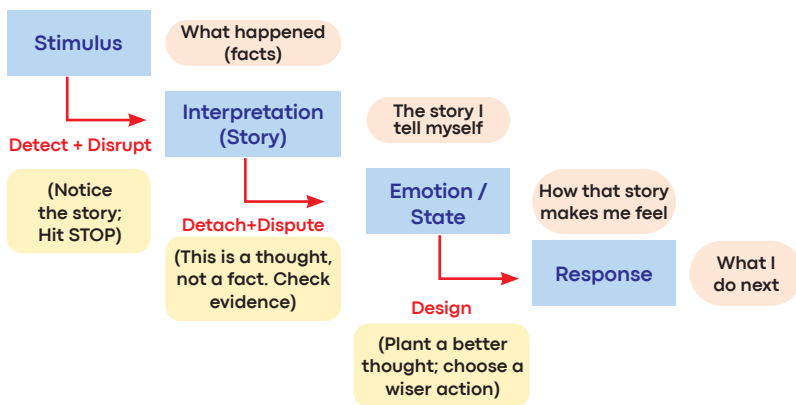 Stimulus
What happened
(facts)
Interpretation
(Story)
The story I
tell myself
Detect + Disrupt
(Notice
the story;
Hit STOP)
Emotion /
State
How that story
makes me feel
Detach+Dispute
(This is a thought,
not a fact. Check
evidence)
Response
What I
do next
Design
(Plant a better
thought; choose a
wiser action)